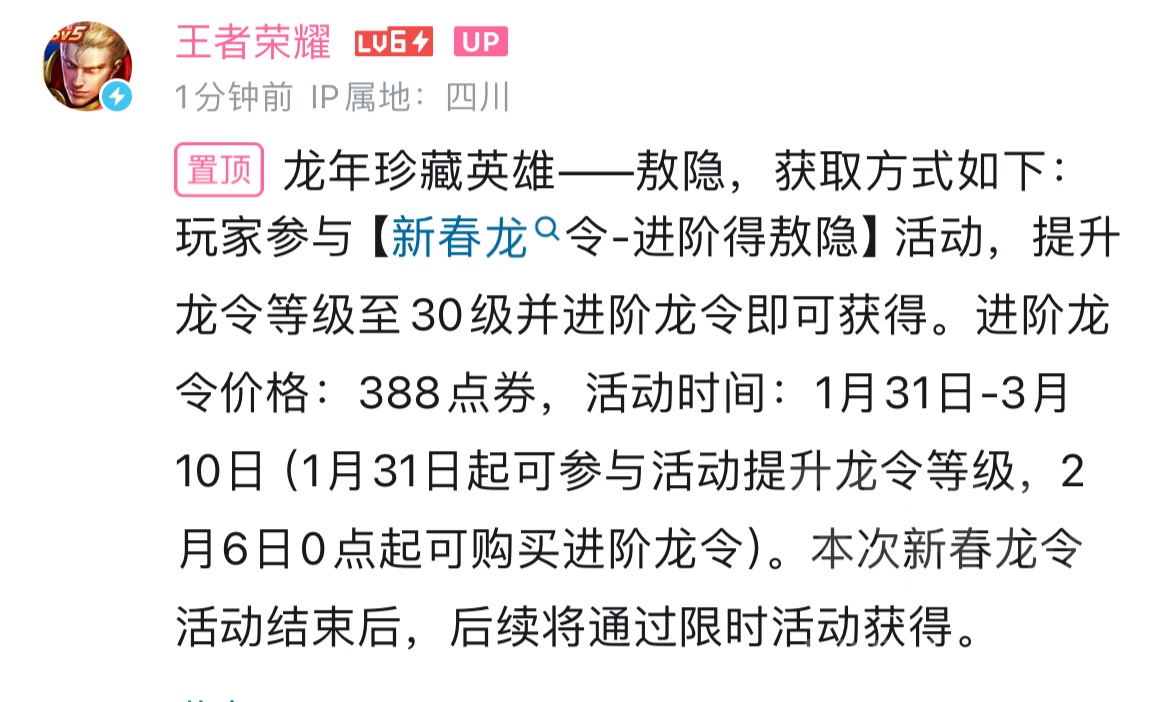 5V5
王者荣耀 LV6 UP
1分钟前 IP属地：四川
置顶 龙年珍藏英雄——敖隐，获取方式如下：
玩家参与【新春龙令-进阶得敖隐】活动，提升
龙令等级至30级并进阶龙令即可获得。进阶龙
令价格：388点券，活动时间：1月31日-3月
10日（1月31日起可参与活动提升龙令等级，2
月6日0点起可购买进阶龙令）。本次新春龙令
活动结束后，后续将通过限时活动获得。